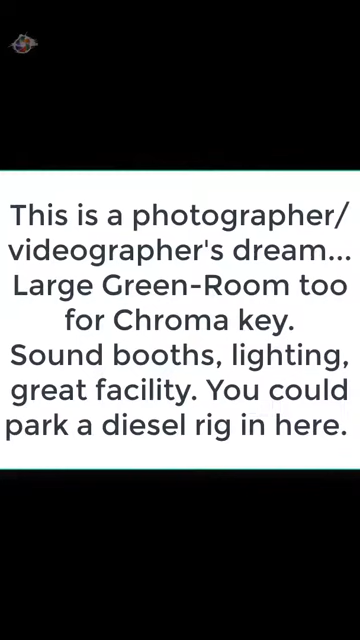 This is a photographer/
videographer's dream...
Large Green-Room too
for Chroma key.
Sound booths, lighting,
great facility. You could
park a diesel rig in here.